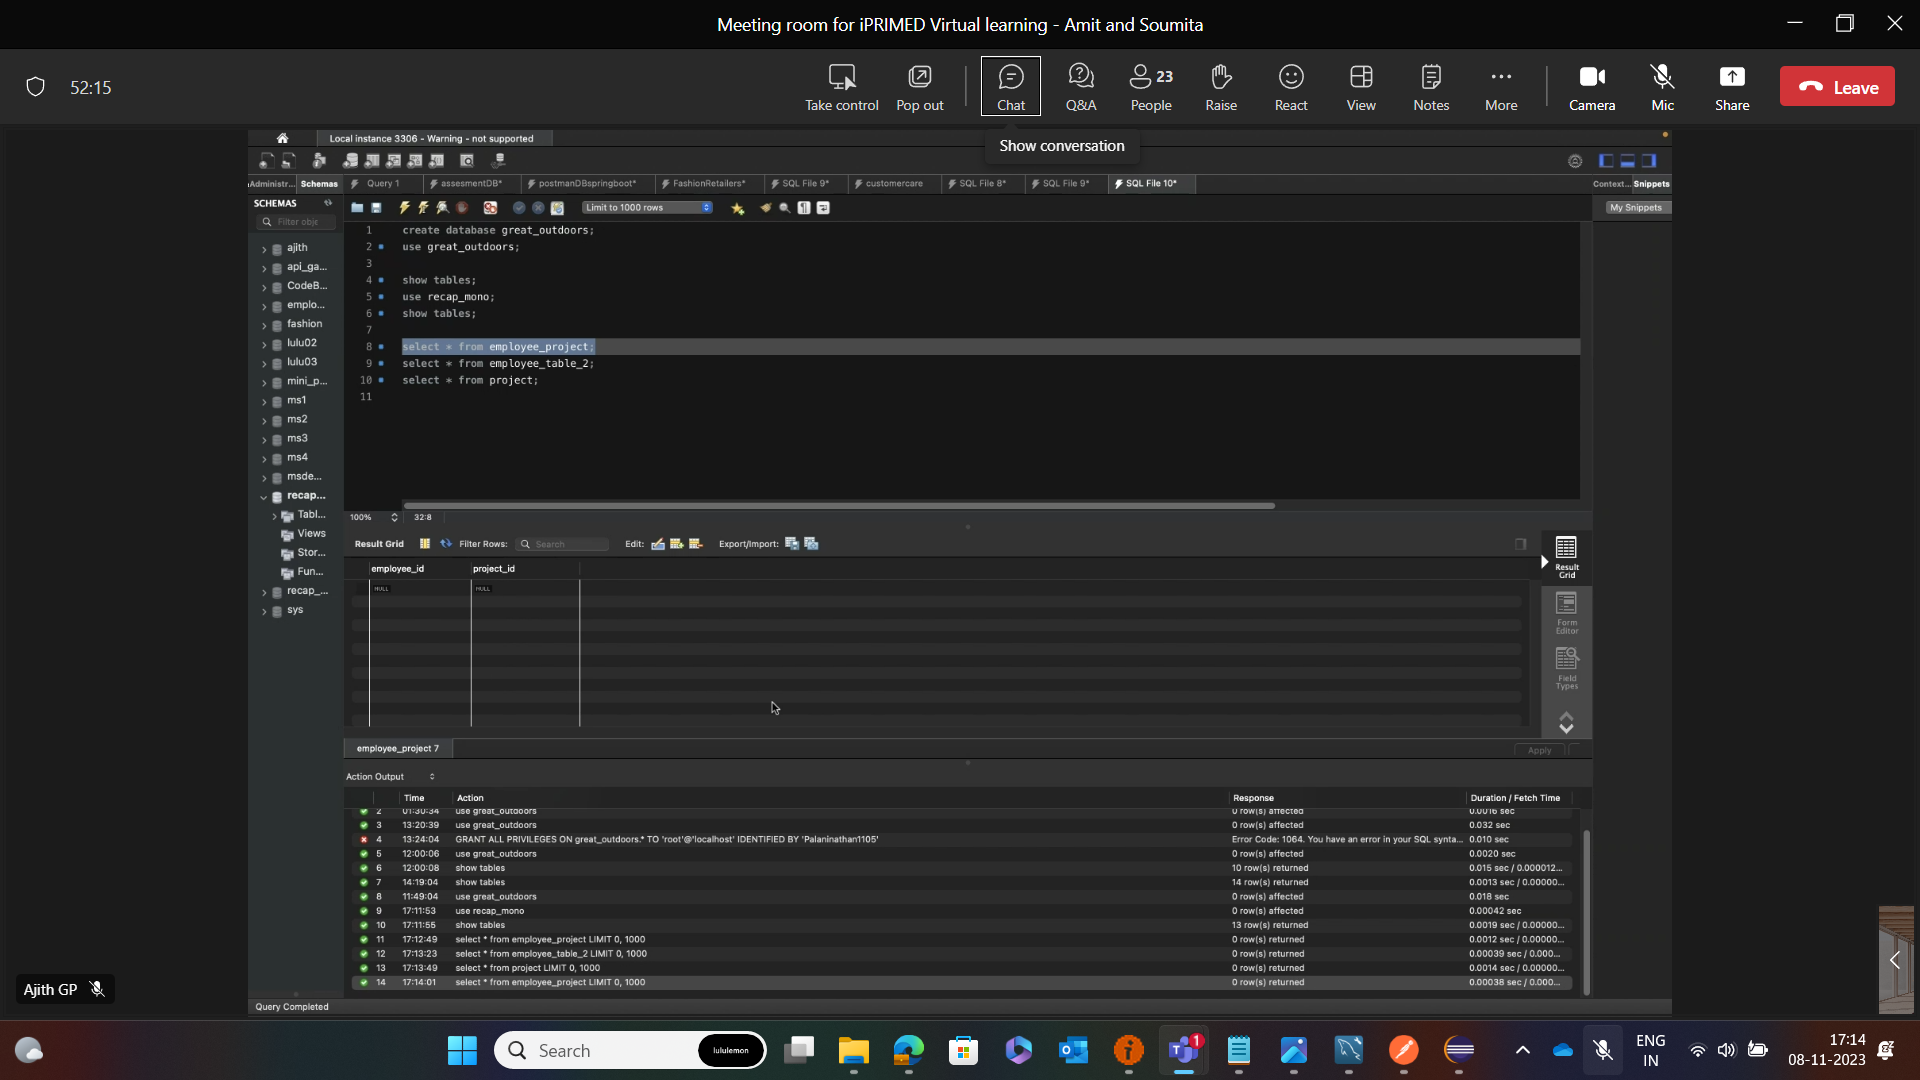 Meeting room for iPRIMED Virtual learning - Amit and Soumita
52:15
Take control Pop out Chat Q&A 23 People Raise React View Notes More Camera Mic Share Leave
Show conversation
Local instance 3306 - Warning - not supported
Administr... Schemas Query 1 assesmentDB* postmanDBspringboot* FashionRetailers* SQL File 9* customercare SQL File 8* SQL File 9* SQL File 10* Context... Snippets
SCHEMAS Limit to 1000 rows My Snippets
Filter obje
ajith
api_ga...
CodeB...
emplo...
fashion
lulu02
lulu03
mini_p...
ms1
ms2
ms3
ms4
msde...
recap...
Tabl...
Views
Stor...
Fun...
recap_...
sys
1 create database great_outdoors;
2 use great_outdoors;
3
4 show tables;
5 use recap_mono;
6 show tables;
7
8 select * from employee_project;
9 select * from employee_table_2;
10 select * from project;
11
100% 32:8
Result Grid Filter Rows: Search Edit: Export/Import:
employee_id project_id
NULL NULL
Result Grid
Form Editor
Field Types
employee_project 7 Apply
Action Output
Time Action Response Duration / Fetch Time
2 01:30:34 use great_outdoors 0 row(s) affected 0.0016 sec
3 13:20:39 use great_outdoors 0 row(s) affected 0.032 sec
4 13:24:04 GRANT ALL PRIVILEGES ON great_outdoors.* TO 'root'@'localhost' IDENTIFIED BY 'Palaninathan1105' Error Code: 1064. You have an error in your SQL synta... 0.010 sec
5 12:00:06 use great_outdoors 0 row(s) affected 0.0020 sec
6 12:00:08 show tables 10 row(s) returned 0.015 sec / 0.000012...
7 14:19:04 show tables 14 row(s) returned 0.0013 sec / 0.00000...
8 11:49:04 use great_outdoors 0 row(s) affected 0.018 sec
9 17:11:53 use recap_mono 0 row(s) affected 0.00042 sec
10 17:11:55 show tables 13 row(s) returned 0.0019 sec / 0.00000...
11 17:12:49 select * from employee_project LIMIT 0, 1000 0 row(s) returned 0.0012 sec / 0.00000...
12 17:13:23 select * from employee_table_2 LIMIT 0, 1000 0 row(s) returned 0.00039 sec / 0.000...
13 17:13:49 select * from project LIMIT 0, 1000 0 row(s) returned 0.0014 sec / 0.00000...
14 17:14:01 select * from employee_project LIMIT 0, 1000 0 row(s) returned 0.00038 sec / 0.000...
Ajith GP
Query Completed
Search lululemon 1 ENG IN 17:14 08-11-2023